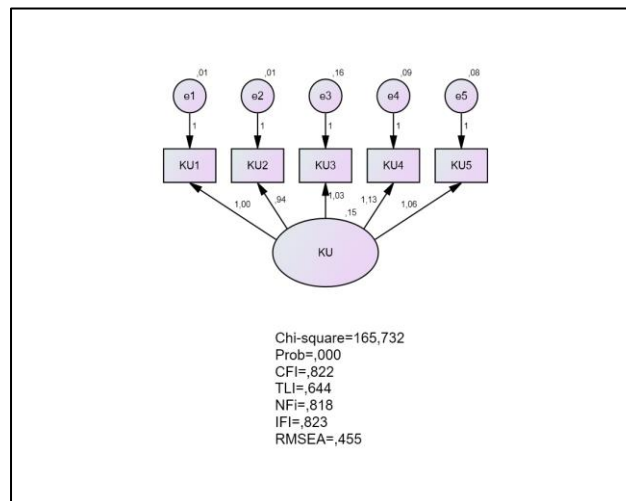 ,01 ,01 ,16 ,09 ,08
e1 e2 e3 e4 e5
1 1 1 1 1
KU1 KU2 KU3 KU4 KU5
1,00 ,94 1,03 1,13 1,06
,15
KU
Chi-square=165,732
Prob=,000
CFI=,822
TLI=,644
NFi=,818
IFI=,823
RMSEA=,455